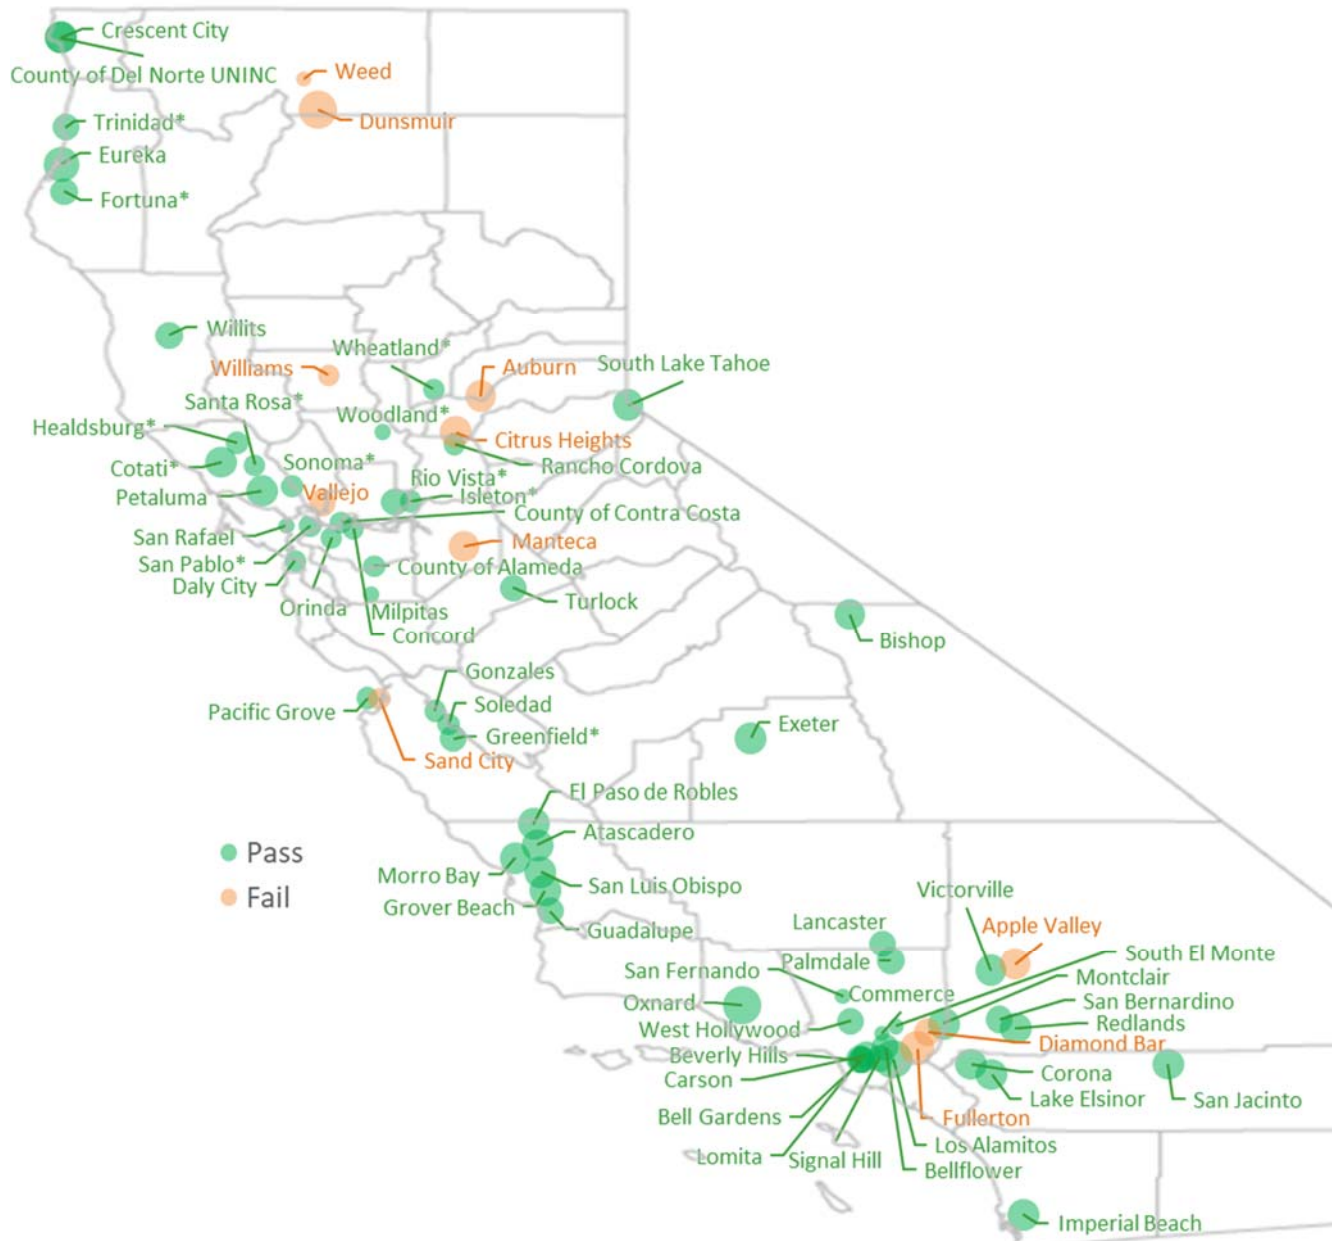 Crescent City
County of Del Norte UNINC
Weed
Dunsmuir
Trinidad*
Eureka
Fortuna*
Willits
Wheatland*
Williams
Auburn
South Lake Tahoe
Santa Rosa*
Woodland*
Healdsburg*
Citrus Heights
Cotati*
Sonoma*
Rancho Cordova
Rio Vista*
Petaluma
Vallejo
Isleton*
County of Contra Costa
San Rafael
Manteca
San Pablo*
County of Alameda
Daly City
Orinda
Milpitas
Turlock
Concord
Bishop
Gonzales
Pacific Grove
Soledad
Greenfield*
Exeter
Sand City
El Paso de Robles
Atascadero
Pass
Morro Bay
San Luis Obispo
Fail
Grover Beach
Guadalupe
Victorville
Lancaster
Apple Valley
Palmdale
South El Monte
San Fernando
Montclair
Commerce
Oxnard
San Bernardino
West Hollywood
Redlands
Diamond Bar
Beverly Hills
Carson
Corona
Lake Elsinor
San Jacinto
Bell Gardens
Fullerton
Los Alamitos
Lomita
Signal Hill
Bellflower
Imperial Beach